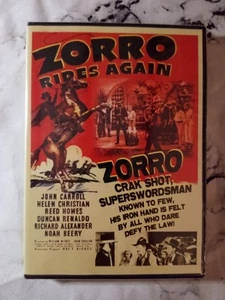 ZORRO
RIDES AGAIN
ZORRO
CRAK SHOT,
SUPERSWORDSMAN
KNOWN TO FEW,
HIS IRON HAND IS FELT
BY ALL WHO DARE
DEFY THE LAW!
JOHN CARROLL
HELEN CHRISTIAN
REED HOWES
DUNCAN RENALDO
RICHARD ALEXANDER
NOAH BEERY